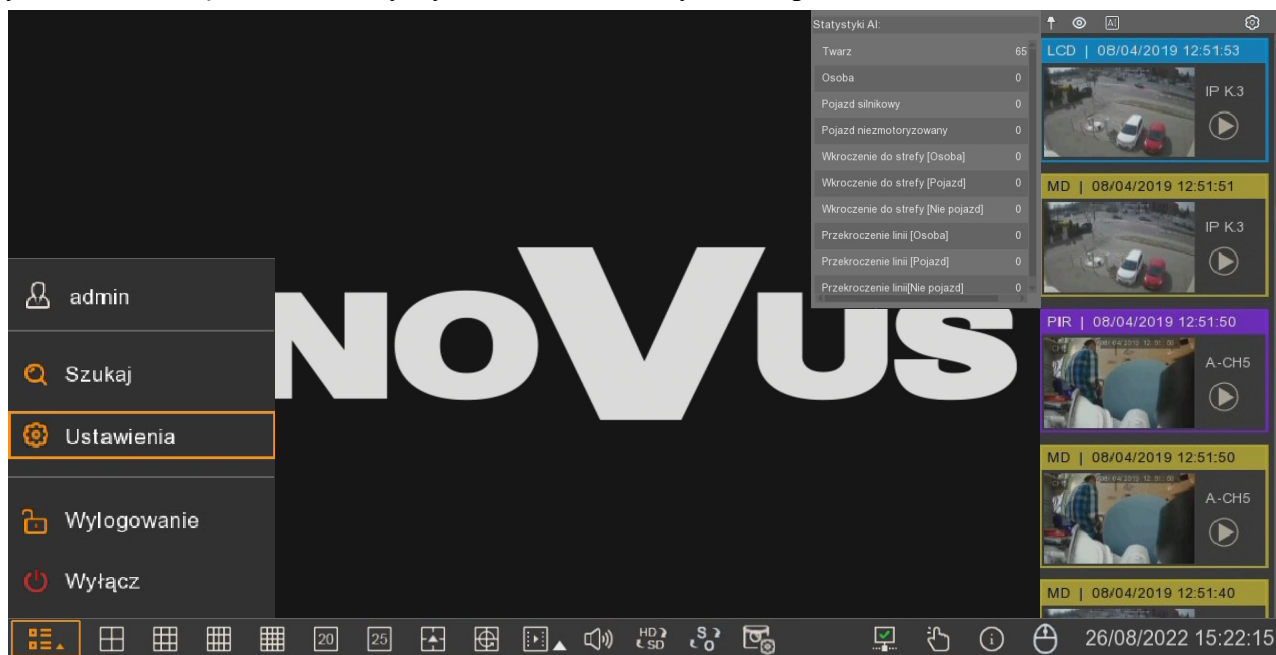 Statystyki AI:
Twarz 65
Osoba 0
Pojazd silnikowy 0
Pojazd niezmotoryzowany 0
Wkroczenie do strefy [Osoba] 0
Wkroczenie do strefy [Pojazd] 0
Wkroczenie do strefy [Nie pojazd] 0
Przekroczenie linii [Osoba] 0
Przekroczenie linii [Pojazd] 0
Przekroczenie linii[Nie pojazd] 0
AI
LCD | 08/04/2019 12:51:53
IP K.3
MD | 08/04/2019 12:51:51
IP K.3
PIR | 08/04/2019 12:51:50
A.-CH5
MD | 08/04/2019 12:51:50
A.-CH5
MD | 08/04/2019 12:51:40
NOVUS
admin
Szukaj
Ustawienia
Wylogowanie
Wyłącz
20 25 HD SD S O 26/08/2022 15:22:15